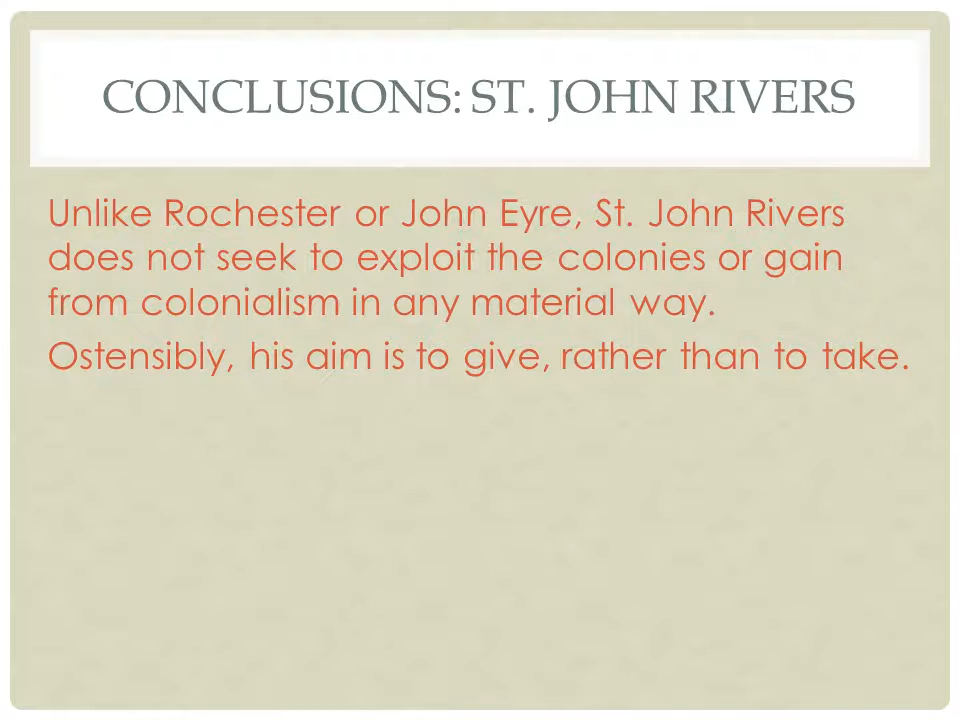 CONCLUSIONS: ST. JOHN RIVERS
Unlike Rochester or John Eyre, St. John Rivers
does not seek to exploit the colonies or gain
from colonialism in any material way.
Ostensibly, his aim is to give, rather than to take.